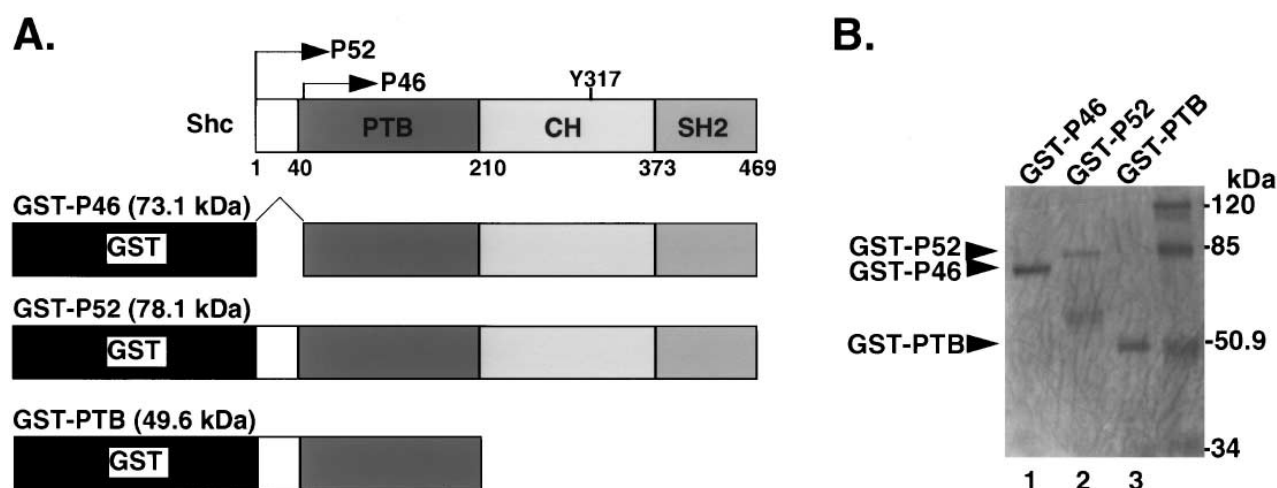 A.
P52
P46
Y317
Shc
PTB
CH
SH2
1
40
210
373
469
GST-P46 (73.1 kDa)
GST
GST-P52 (78.1 kDa)
GST
GST-PTB (49.6 kDa)
GST
B.
GST-P46
GST-P52
GST-PTB
kDa
-120
GST-P52
-85
GST-P46
GST-PTB
-50.9
-34
1 2 3